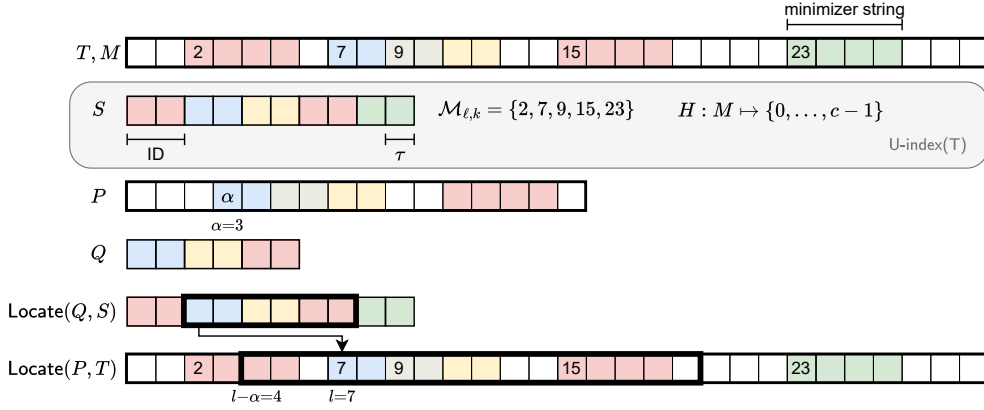 minimizer string
T, M 2 7 9 15 23
S ℳℓ,k = {2, 7, 9, 15, 23} H : M ↦ {0, …, c − 1}
ID τ U-index(T)
P α
α=3
Q
Locate(Q, S)
Locate(P, T) 2 7 9 15 23
l−α=4 l=7